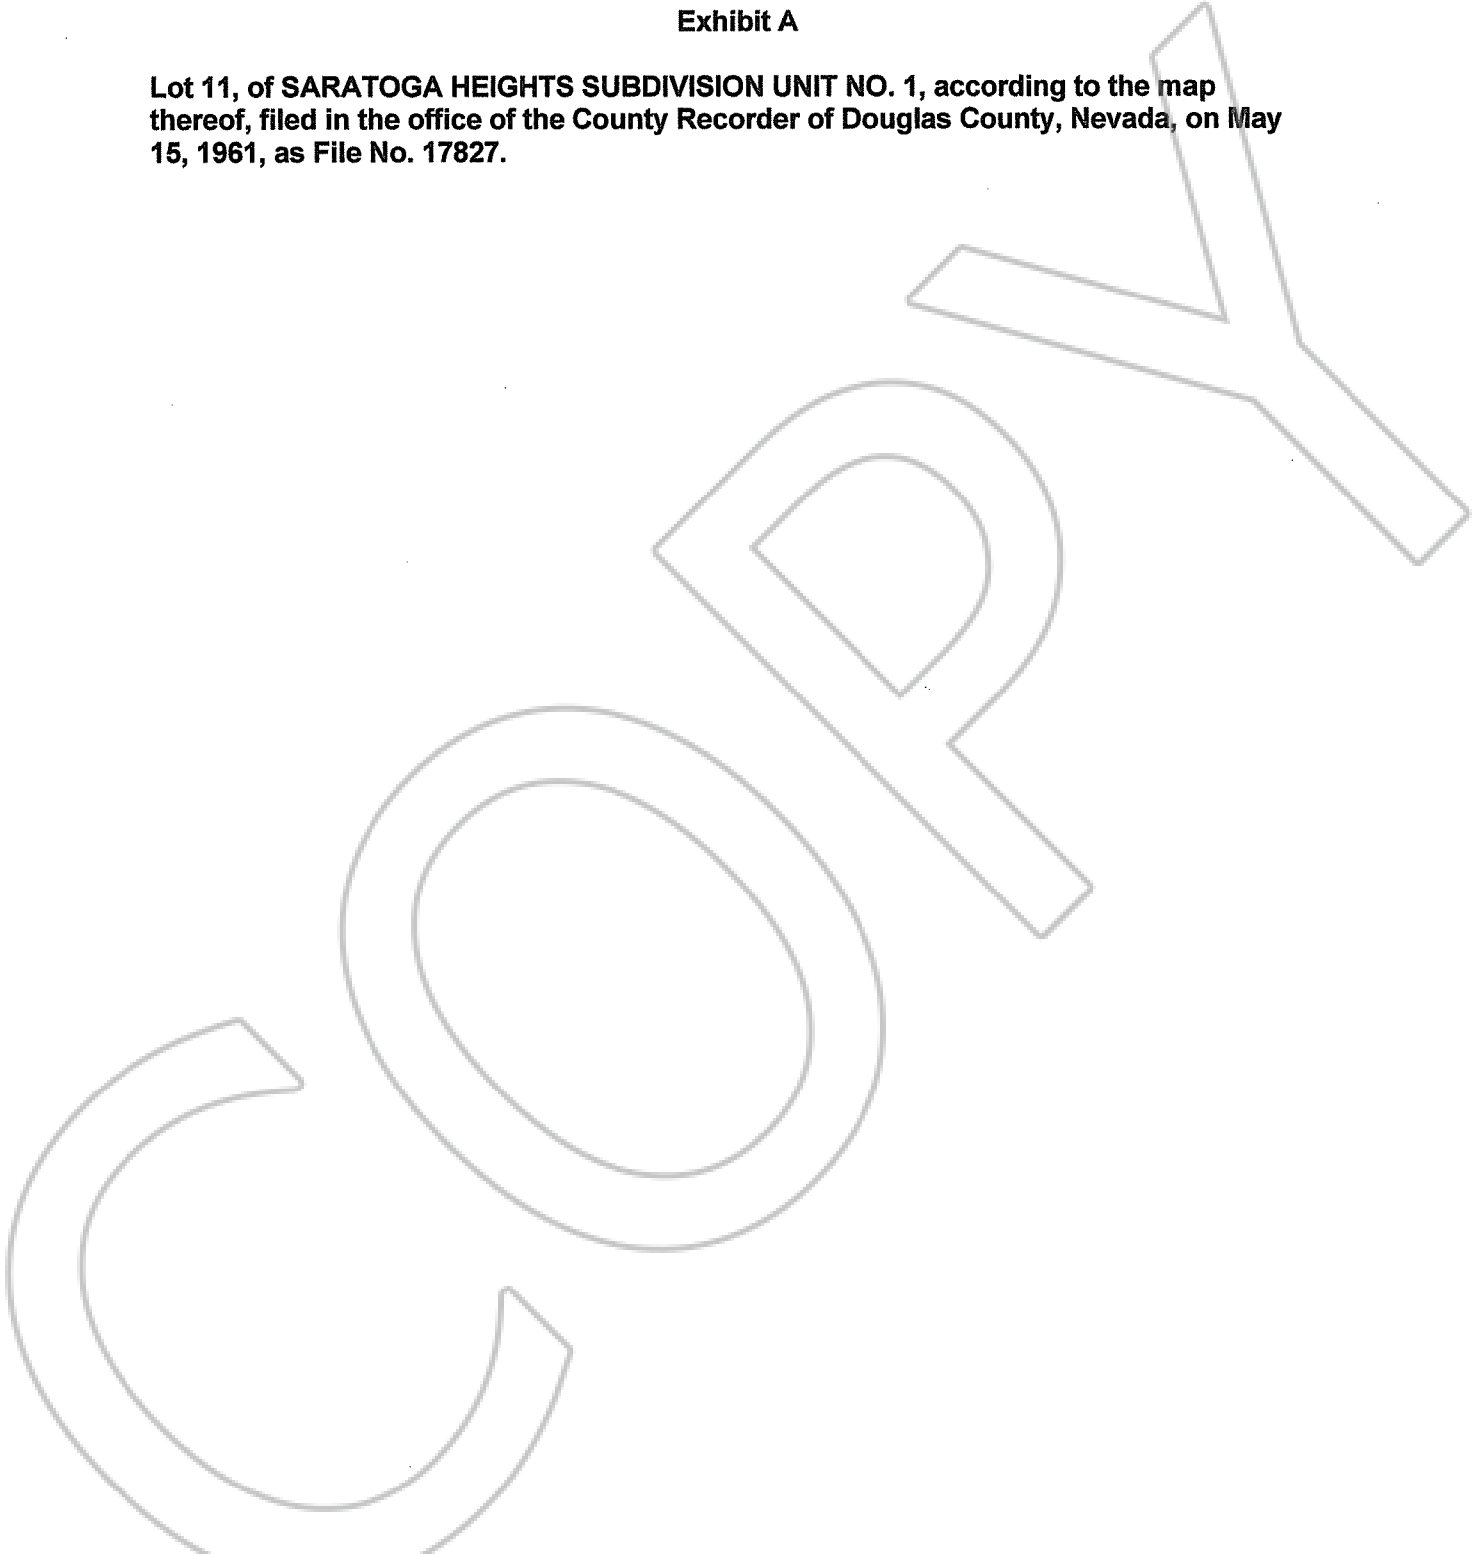 Exhibit A
Lot 11, of SARATOGA HEIGHTS SUBDIVISION UNIT NO. 1, according to the map
thereof, filed in the office of the County Recorder of Douglas County, Nevada, on May
15, 1961, as File No. 17827.
COPY